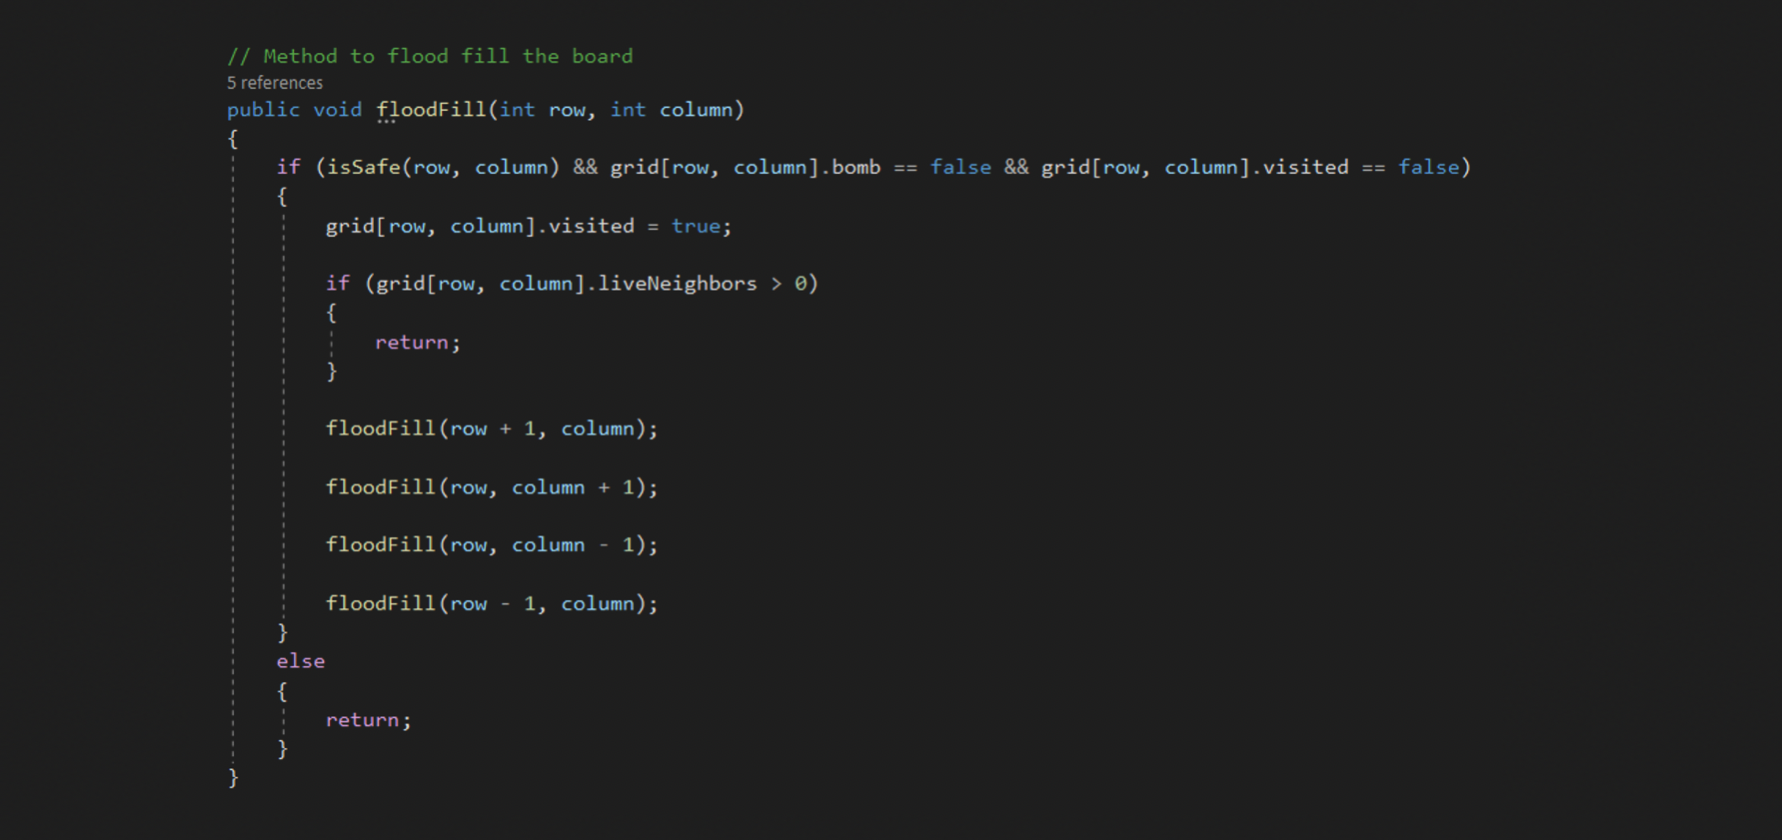 // Method to flood fill the board
5 references
public void floodFill(int row, int column)
{
if (isSafe(row, column) && grid[row, column].bomb == false && grid[row, column].visited == false)
{
grid[row, column].visited = true;
if (grid[row, column].liveNeighbors > 0)
{
return;
}
floodFill(row + 1, column);
floodFill(row, column + 1);
floodFill(row, column - 1);
floodFill(row - 1, column);
}
else
{
return;
}
}